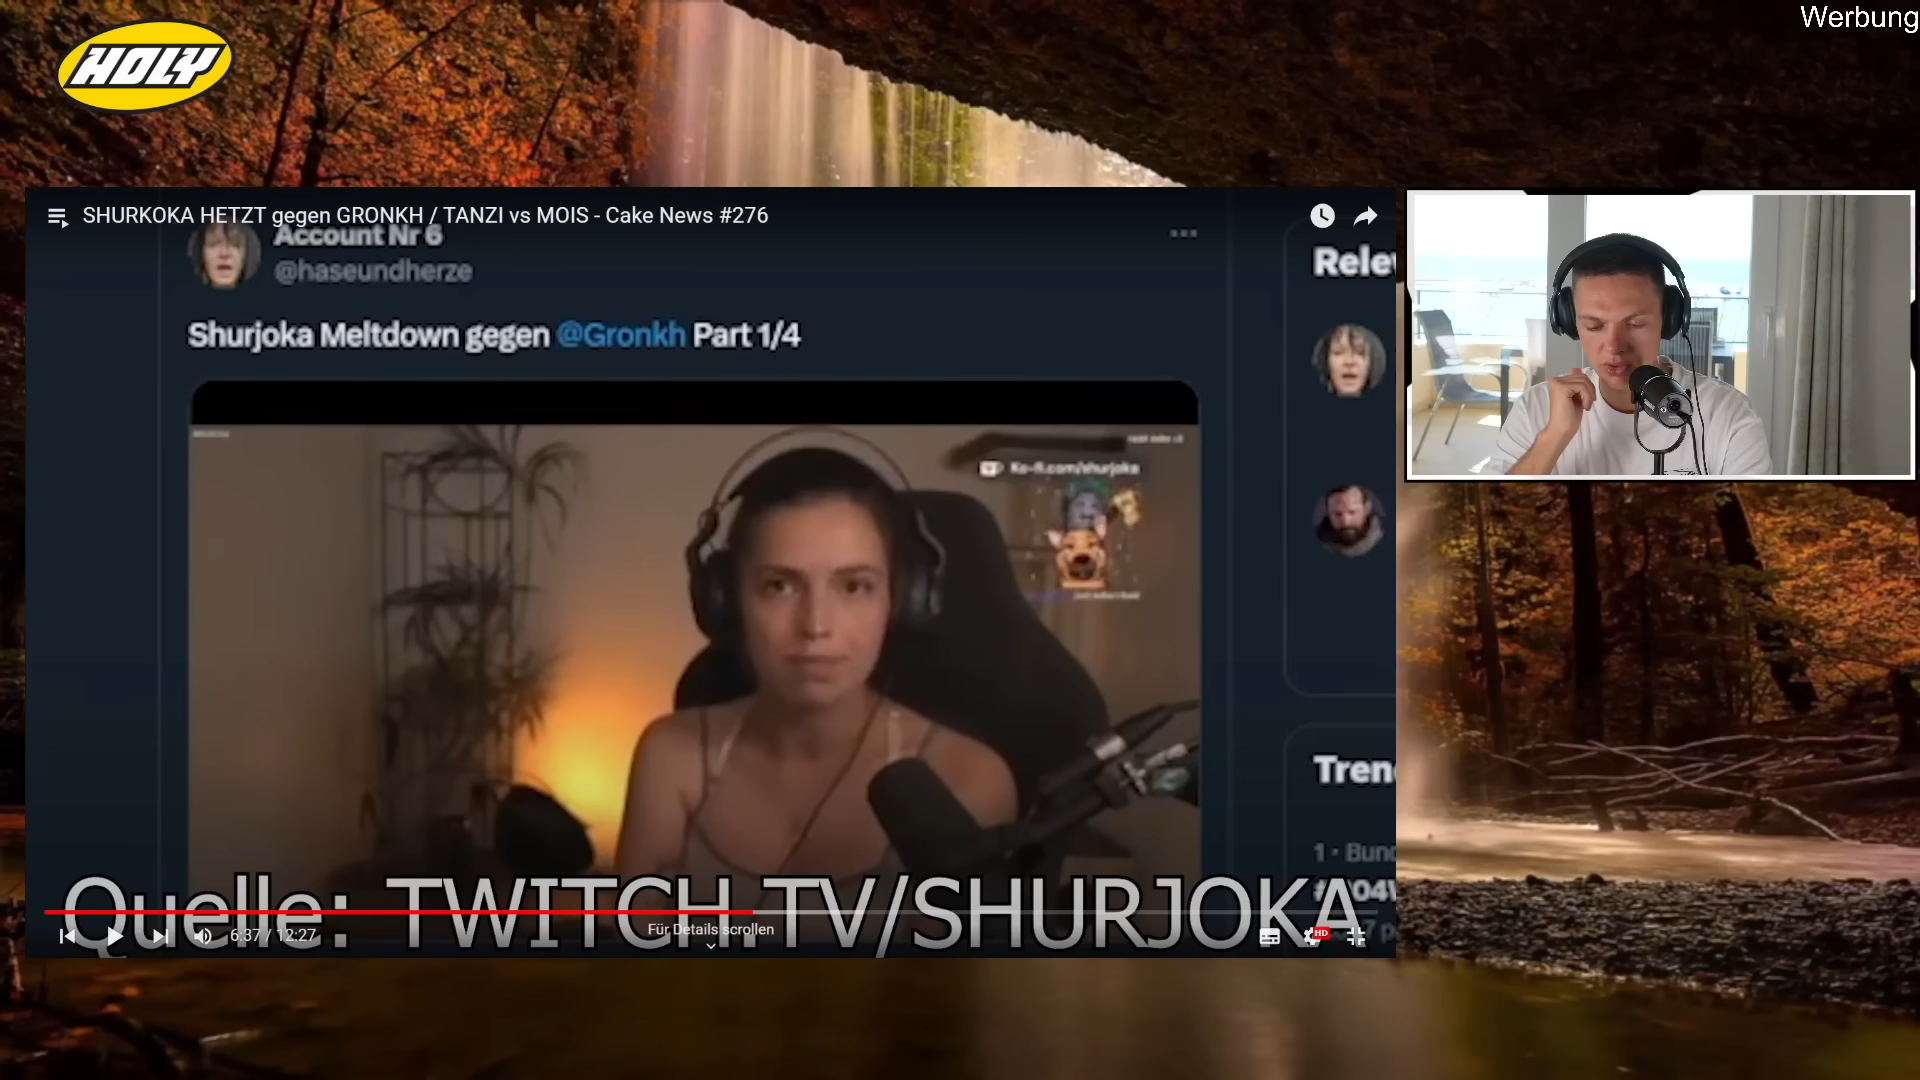 HOLY
Werbung
SHURKOKA HETZT gegen GRONKH / TANZI vs MOIS - Cake News #276
Account Nr 6
@haseundherze
Relev
Shurjoka Meltdown gegen @Gronkh Part 1/4
Ko-fi.com/shurjoka
Tren
1 · Bund
Quelle: TWITCH.TV/SHURJOKA
6:37 / 12:27
Für Details scrollen
HD